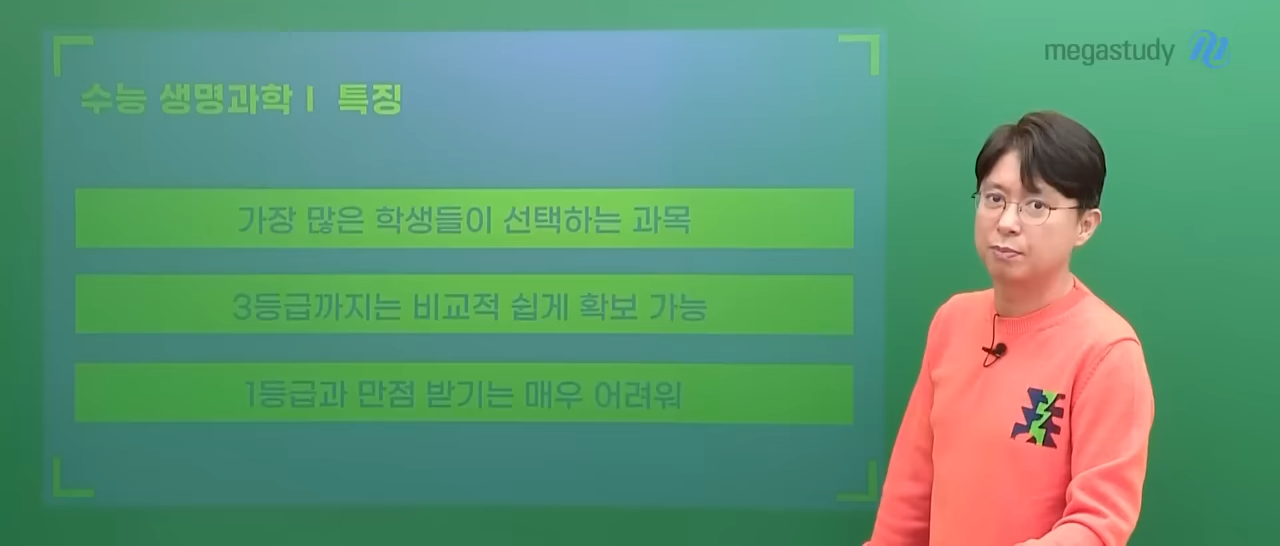 megastudy
수능 생명과학Ⅰ 특징
가장 많은 학생들이 선택하는 과목
3등급까지는 비교적 쉽게 확보 가능
1등급과 만점 받기는 매우 어려워